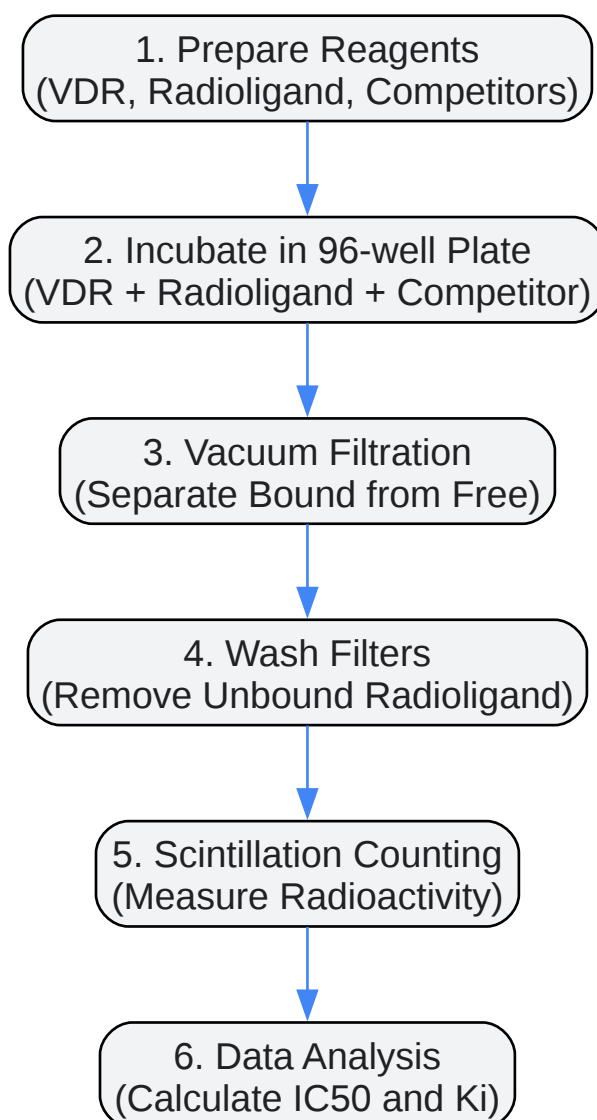 1. Prepare Reagents
(VDR, Radioligand, Competitors)
2. Incubate in 96-well Plate
(VDR + Radioligand + Competitor)
3. Vacuum Filtration
(Separate Bound from Free)
4. Wash Filters
(Remove Unbound Radioligand)
5. Scintillation Counting
(Measure Radioactivity)
6. Data Analysis
(Calculate IC50 and Ki)